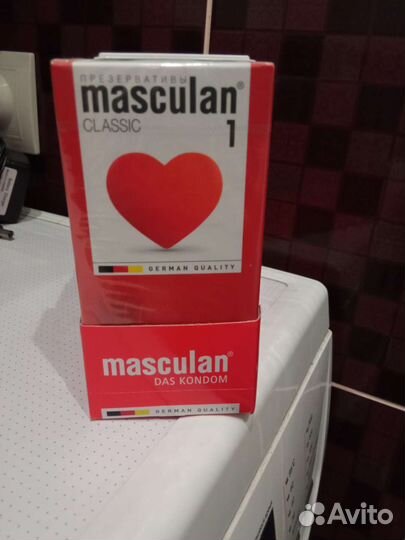 ПРЕЗЕРВАТИВЫ
masculan®
CLASSIC
1
GERMAN QUALITY
masculan®
DAS KONDOM
GERMAN QUALITY
Avito